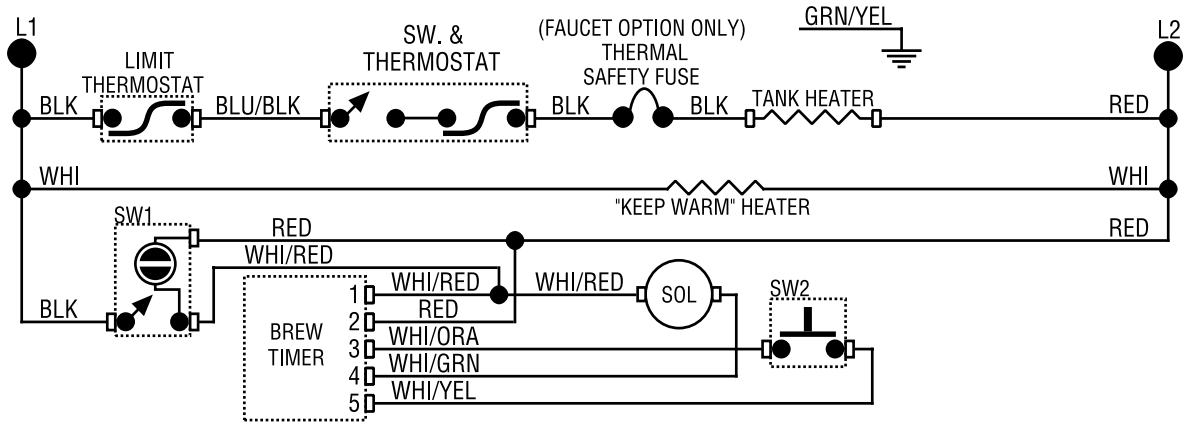 L1
LIMIT
THERMOSTAT
SW. &
THERMOSTAT
(FAUCET OPTION ONLY)
THERMAL
SAFETY FUSE
GRN/YEL
L2
BLK
BLU/BLK
BLK
BLK
TANK HEATER
RED
WHI
"KEEP WARM" HEATER
WHI
SW1
RED
RED
WHI/RED
BLK
BREW
TIMER
1
WHI/RED
WHI/RED
SOL
SW2
2
RED
3
WHI/ORA
4
WHI/GRN
5
WHI/YEL